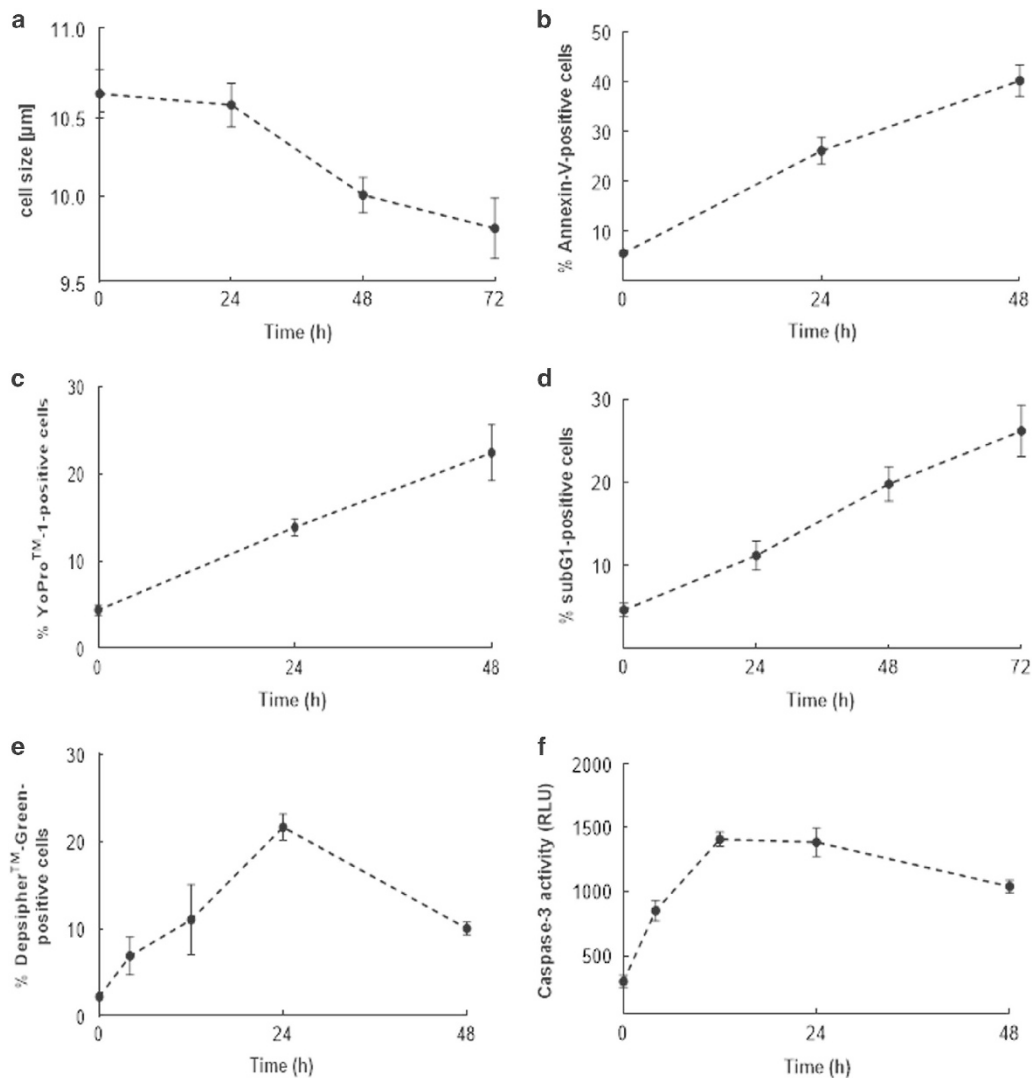 a
11.0
10.5
10.0
9.5
cell size [µm]
0 24 48 72
Time (h)
b
50
40
30
20
10
% Annexin-V-positive cells
0 24 48
Time (h)
c
30
20
10
0
% YoPro™-1-positive cells
0 24 48
Time (h)
d
30
20
10
% subG1-positive cells
0 24 48 72
Time (h)
e
30
20
10
0
% Depsipher™-Green-
positive cells
0 24 48
Time (h)
f
2000
1500
1000
500
Caspase-3 activity (RLU)
0 24 48
Time (h)